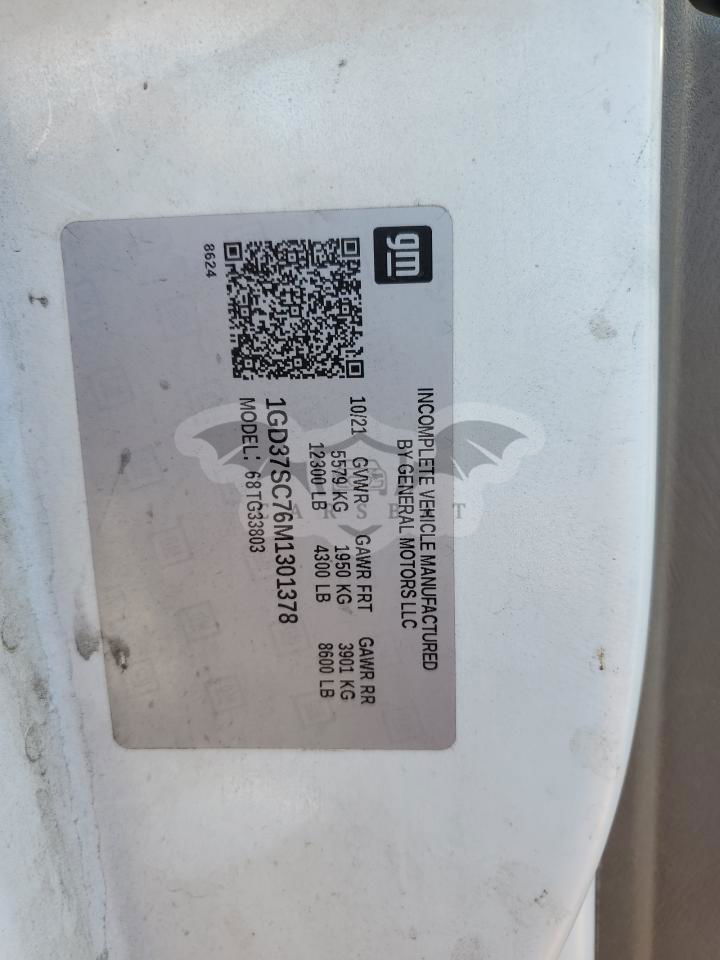 gm
INCOMPLETE VEHICLE MANUFACTURED
BY GENERAL MOTORS LLC
10/21 GVWR GAWR FRT GAWR RR
5579 KG 1950 KG 3901 KG
12300 LB 4300 LB 8600 LB
1GD37SC76M1301378
MODEL: 68TG33803
8624